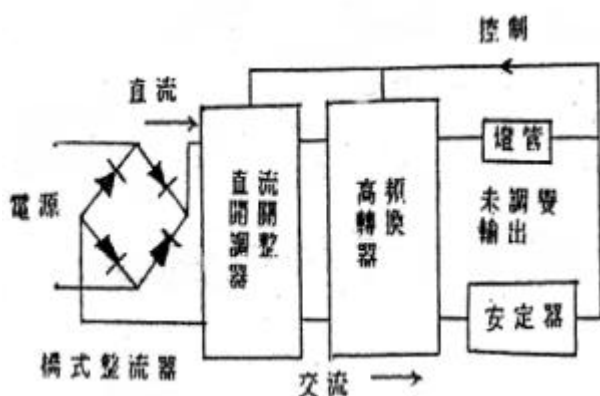 控制
直流
電源
直流開關調整器
高頻轉換器
燈管
未調變
輸出
安定器
橋式整流器
交流